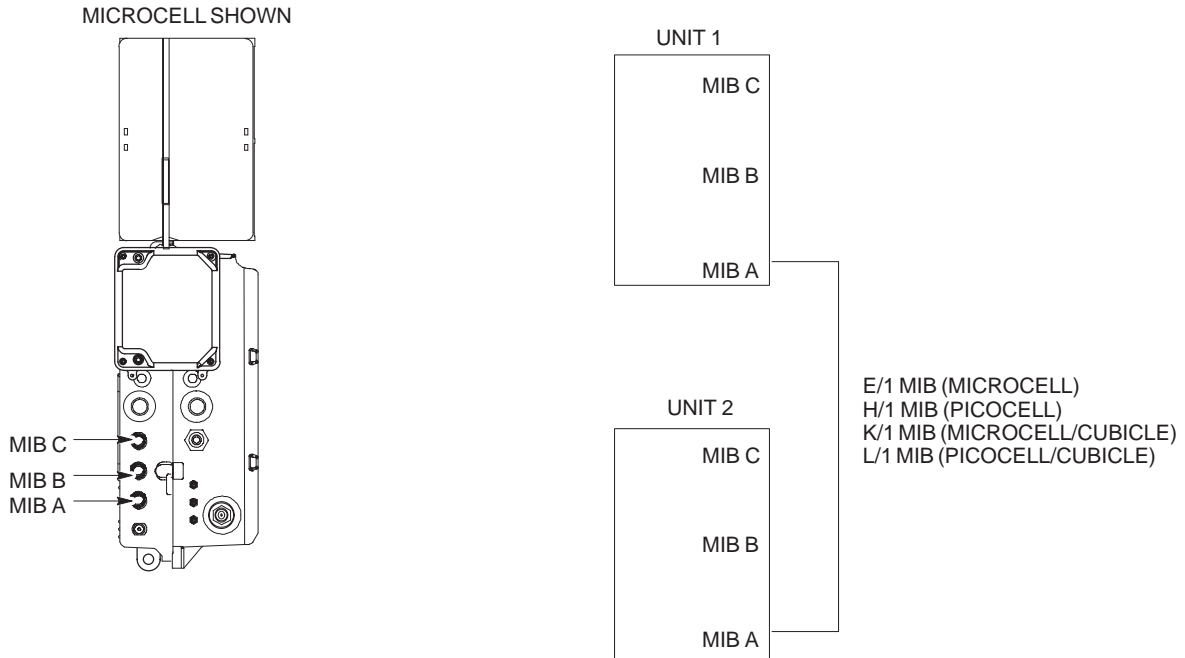 MICROCELL SHOWN
MIB C
MIB B
MIB A
UNIT 1
MIB C
MIB B
MIB A
UNIT 2
MIB C
MIB B
MIB A
E/1 MIB (MICROCELL)
H/1 MIB (PICOCELL)
K/1 MIB (MICROCELL/CUBICLE)
L/1 MIB (PICOCELL/CUBICLE)